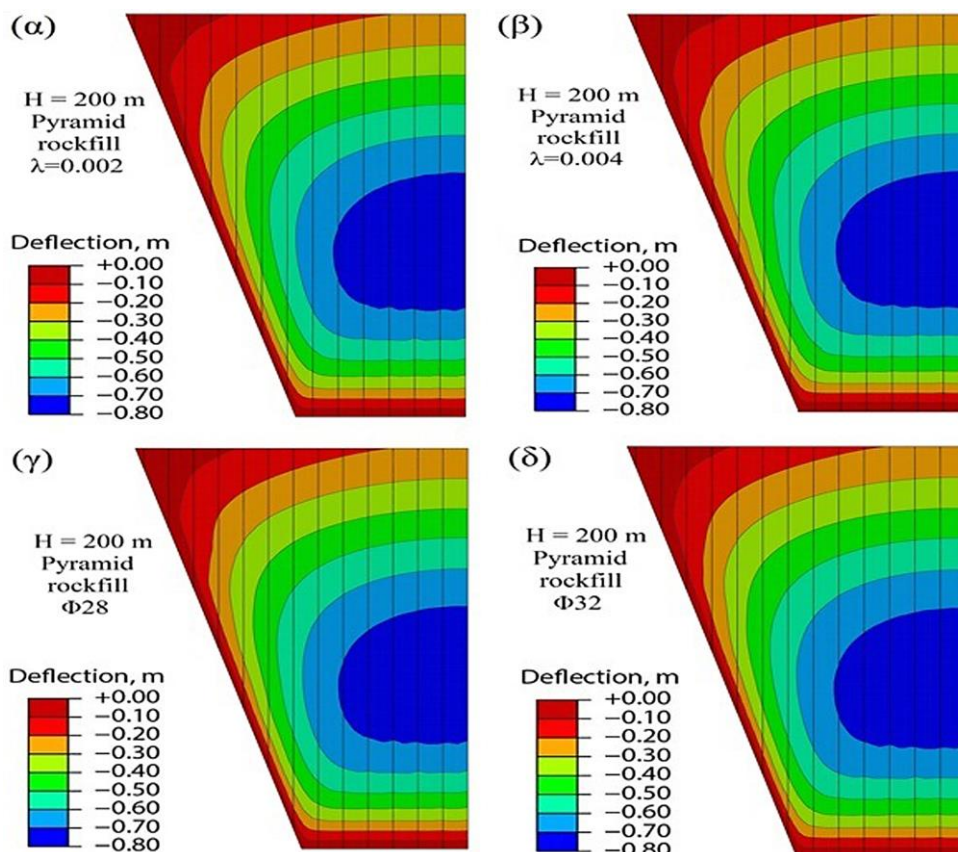 (α)
H = 200 m
Pyramid
rockfill
λ=0.002
Deflection, m
+0.00
−0.10
−0.20
−0.30
−0.40
−0.50
−0.60
−0.70
−0.80
(β)
H = 200 m
Pyramid
rockfill
λ=0.004
Deflection, m
+0.00
−0.10
−0.20
−0.30
−0.40
−0.50
−0.60
−0.70
−0.80
(γ)
H = 200 m
Pyramid
rockfill
Φ28
Deflection, m
+0.00
−0.10
−0.20
−0.30
−0.40
−0.50
−0.60
−0.70
−0.80
(δ)
H = 200 m
Pyramid
rockfill
Φ32
Deflection, m
+0.00
−0.10
−0.20
−0.30
−0.40
−0.50
−0.60
−0.70
−0.80